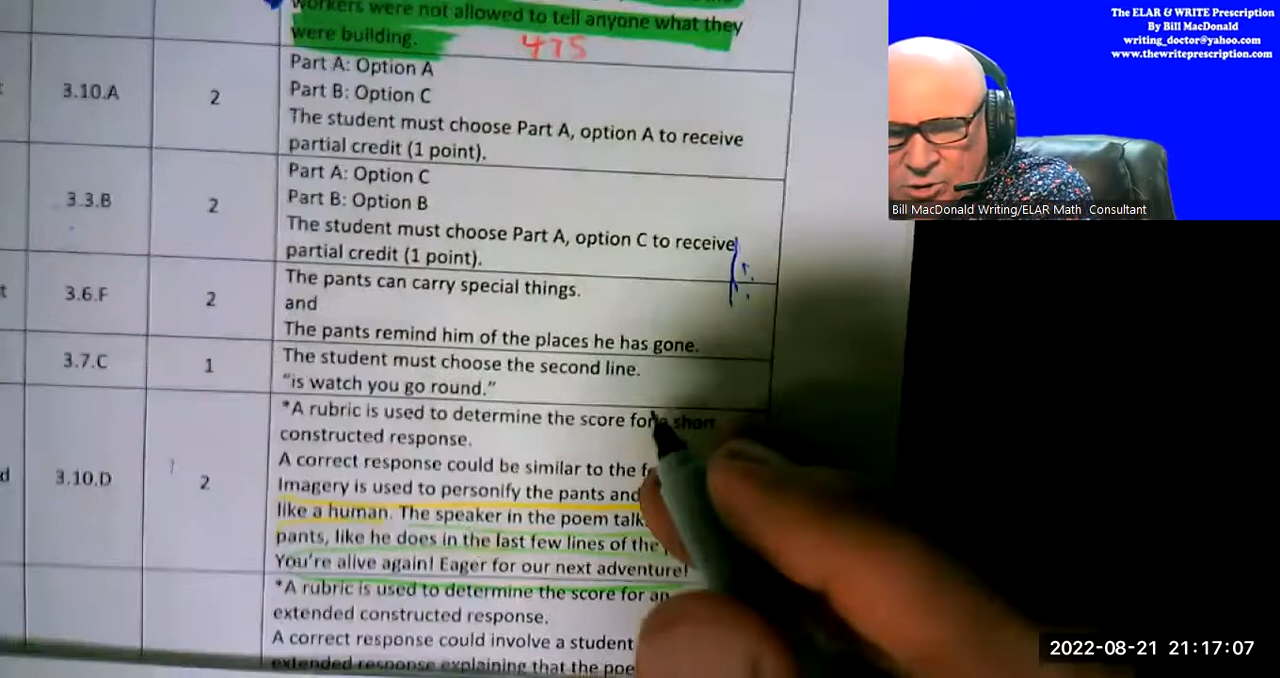 workers were not allowed to tell anyone what they
were building.
475
Part A: Option A
3.10.A
2
Part B: Option C
The student must choose Part A, option A to receive
partial credit (1 point).
Part A: Option C
3.3.B
2
Part B: Option B
The student must choose Part A, option C to receive
partial credit (1 point).
The pants can carry special things.
3.6.F
2
and
The pants remind him of the places he has gone.
3.7.C
1
The student must choose the second line.
"is watch you go round."
*A rubric is used to determine the score for a short
constructed response.
A correct response could be similar to the
3.10.D
2
Imagery is used to personify the pants and
like a human. The speaker in the poem talk
pants, like he does in the last few lines of the
You're alive again! Eager for our next adventure!
*A rubric is used to determine the score for an
extended constructed response.
A correct response could involve a student
extended response explaining that the poe
The ELAR & WRITE Prescription
By Bill MacDonald
writing_doctor@yahoo.com
www.thewriteprescription.com
Bill MacDonald Writing/ELAR Math Consultant
2022-08-21 21:17:07